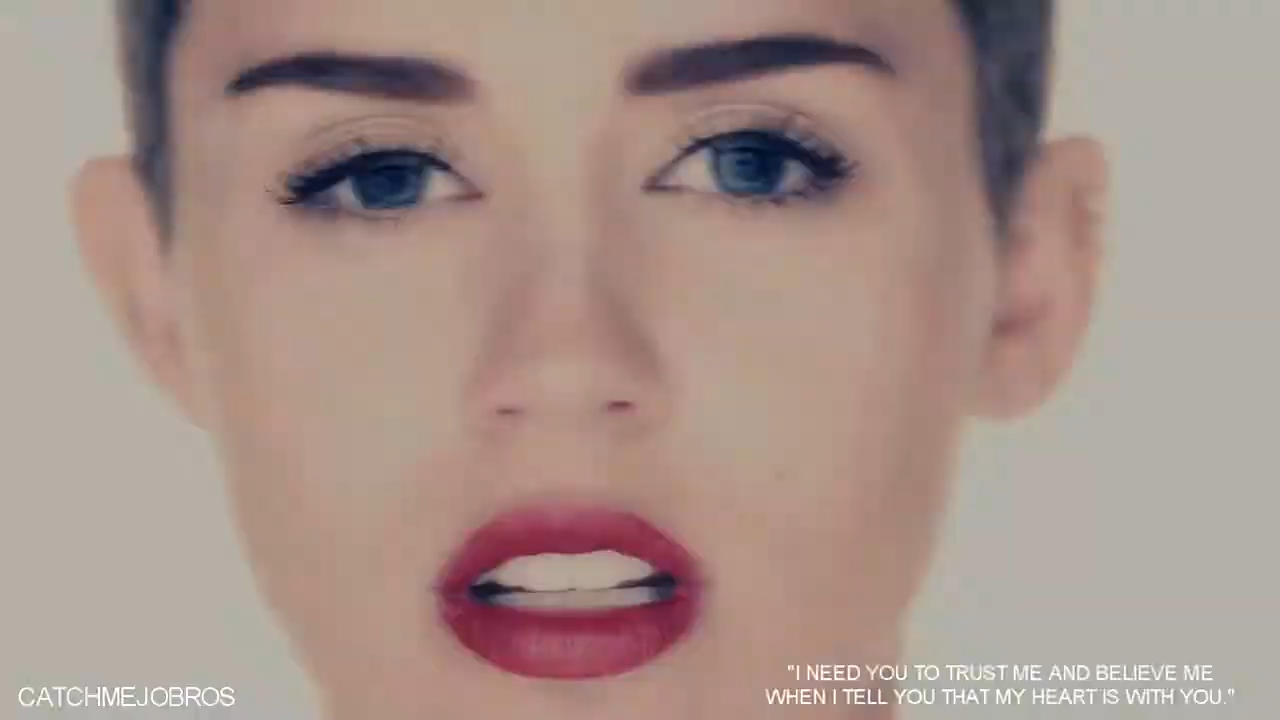 "I NEED YOU TO TRUST ME AND BELIEVE ME
WHEN I TELL YOU THAT MY HEART IS WITH YOU."
CATCHMEJOBROS